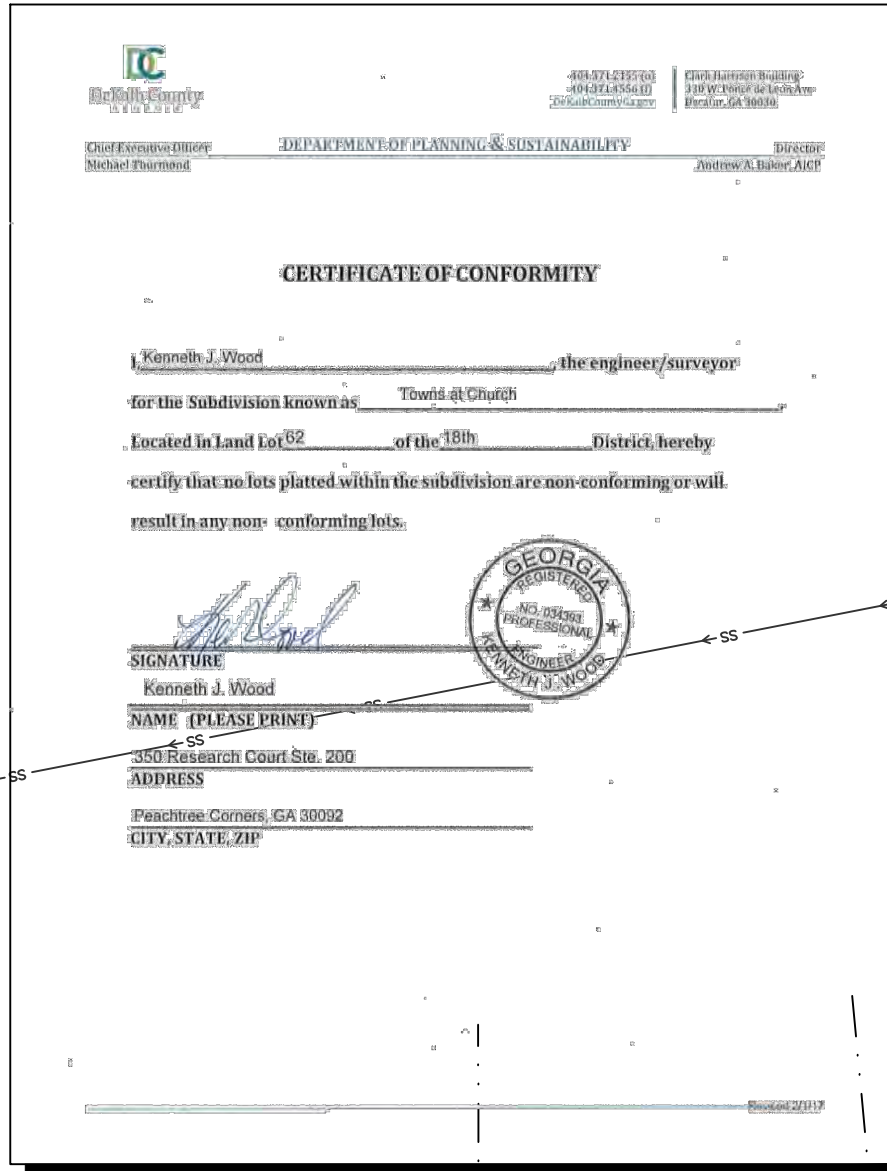 DC
DeKalb County
GEORGIA
404.371.2155 (o)
404.371.4556 (f)
DeKalbCountyGa.gov
Clark Harrison Building
330 W. Ponce de Leon Ave
Decatur, GA 30030
Chief Executive Officer
Michael Thurmond
DEPARTMENT OF PLANNING & SUSTAINABILITY
Director
Andrew A. Baker, AICP
CERTIFICATE OF CONFORMITY
I, Kenneth J. Wood, the engineer/surveyor
for the Subdivision known as Towns at Church,
Located in Land Lot 62 of the 18th District, hereby
certify that no lots platted within the subdivision are non-conforming or will
result in any non- conforming lots.
GEORGIA
REGISTERED
NO. 034393
PROFESSIONAL
ENGINEER
KENNETH J. WOOD
SS
SIGNATURE
Kenneth J. Wood
SS
NAME (PLEASE PRINT)
SS
350 Research Court Ste. 200
SS
ADDRESS
Peachtree Corners, GA 30092
CITY, STATE, ZIP
Revised 2/1/17